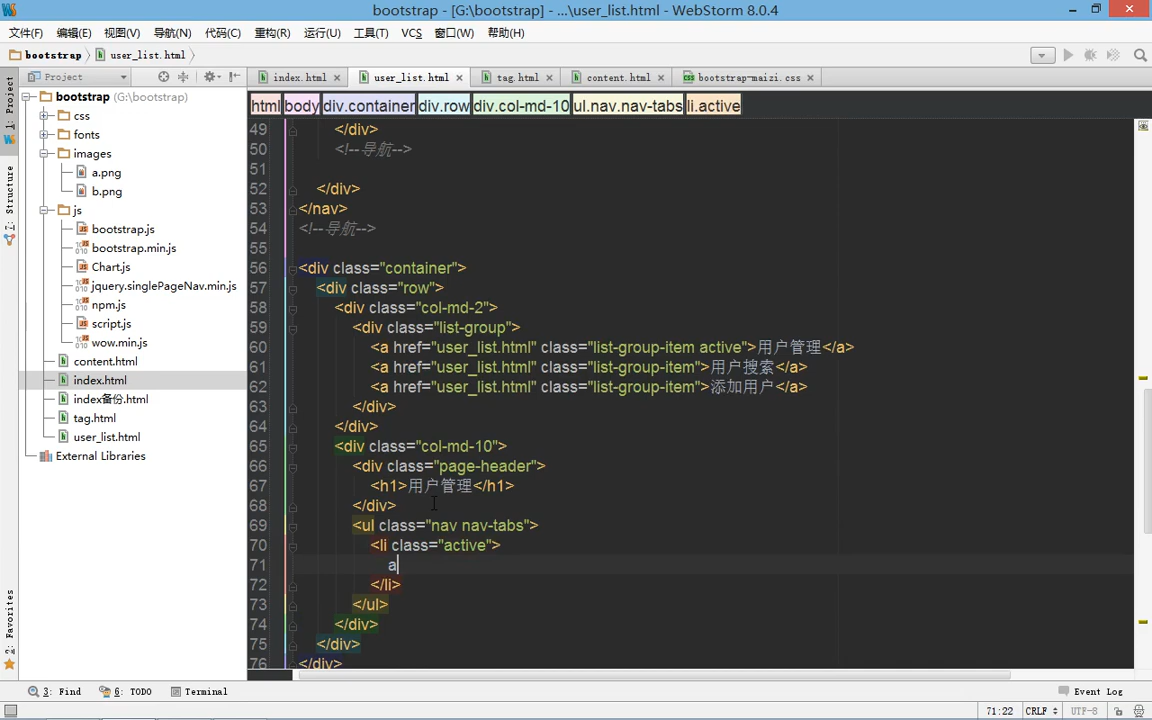 bootstrap - [G:\bootstrap] - ...\user_list.html - WebStorm 8.0.4
文件(F) 编辑(E) 视图(V) 导航(N) 代码(C) 重构(R) 运行(U) 工具(T) VCS 窗口(W) 帮助(H)
bootstrap user_list.html
Project
index.html user_list.html tag.html content.html bootstrap-maizi.css
1: Project
7: Structure
2: Favorites
bootstrap (G:\bootstrap)
css
fonts
images
a.png
b.png
js
bootstrap.js
bootstrap.min.js
Chart.js
jquery.singlePageNav.min.js
npm.js
script.js
wow.min.js
content.html
index.html
index备份.html
tag.html
user_list.html
External Libraries
html body div.container div.row div.col-md-10 ul.nav.nav-tabs li.active
49 </div>
50 <!--导航-->
51
52 </div>
53 </nav>
54 <!--导航-->
55
56 <div class="container">
57 <div class="row">
58 <div class="col-md-2">
59 <div class="list-group">
60 <a href="user_list.html" class="list-group-item active">用户管理</a>
61 <a href="user_list.html" class="list-group-item">用户搜索</a>
62 <a href="user_list.html" class="list-group-item">添加用户</a>
63 </div>
64 </div>
65 <div class="col-md-10">
66 <div class="page-header">
67 <h1>用户管理</h1>
68 </div>
69 <ul class="nav nav-tabs">
70 <li class="active">
71 a
72 </li>
73 </ul>
74 </div>
75 </div>
76 </div>
3: Find 6: TODO Terminal Event Log
71:22 CRLF UTF-8